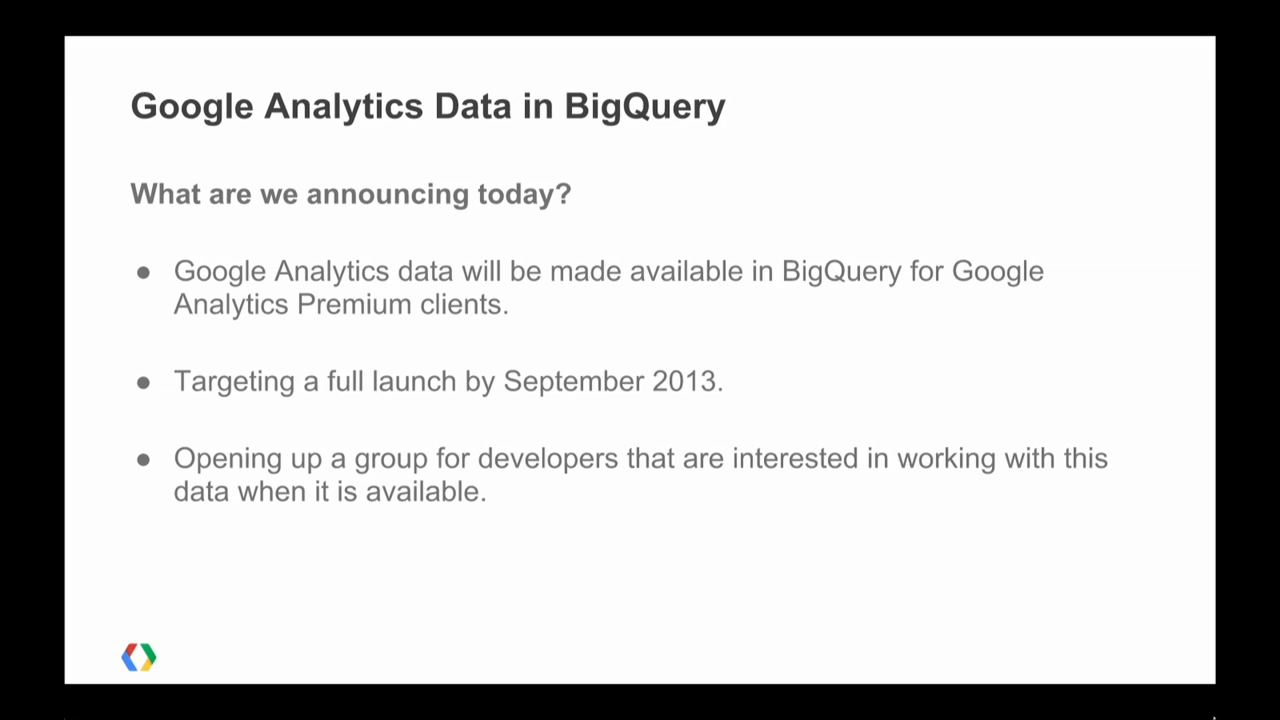 Google Analytics Data in BigQuery
What are we announcing today?
● Google Analytics data will be made available in BigQuery for Google
Analytics Premium clients.
● Targeting a full launch by September 2013.
● Opening up a group for developers that are interested in working with this
data when it is available.